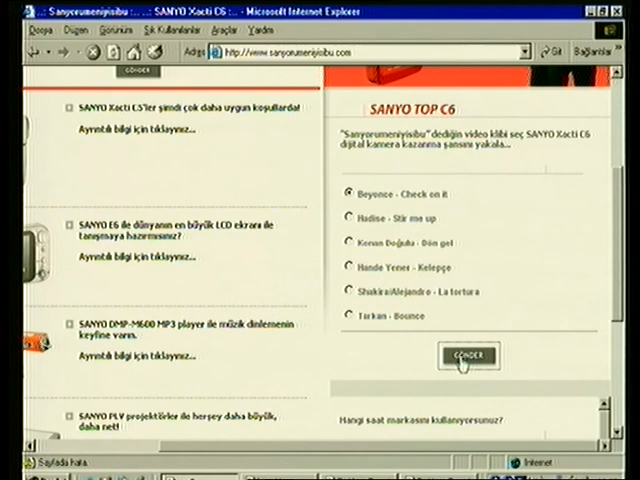 ..: Sanyorumeniyisibu :.. ..: SANYO Xacti C6 :.. - Microsoft Internet Explorer
Dosya Düzen Görünüm Sık Kullanılanlar Araçlar Yardım
Adres http://www.sanyorumeniyisibu.com Git Bağlantılar »
GÖNDER
SANYO Xacti C5'ler şimdi çok daha uygun koşullarda!
Ayrıntılı bilgi için tıklayınız...
SANYO E6 ile dünyanın en büyük LCD ekranı ile
tanışmaya hazırmısınız?
Ayrıntılı bilgi için tıklayınız...
SANYO DMP-M600 MP3 player ile müzik dinlemenin
keyfine varın.
Ayrıntılı bilgi için tıklayınız...
SANYO PLV projektörler ile herşey daha büyük,
daha net!
SANYO TOP C6
"Sanyorumeniyisibu" dediğin video klibi seç SANYO Xacti C6
dijital kamera kazanma şansını yakala...
Beyonce - Check on it
Hadise - Stir me up
Kenan Doğulu - Dön gel
Hande Yener - Kelepçe
Shakira/Alejandro - La tortura
Tarkan - Bounce
GÖNDER
Hangi saat markasını kullanıyorsunuz?
Sayfada hata.
Internet